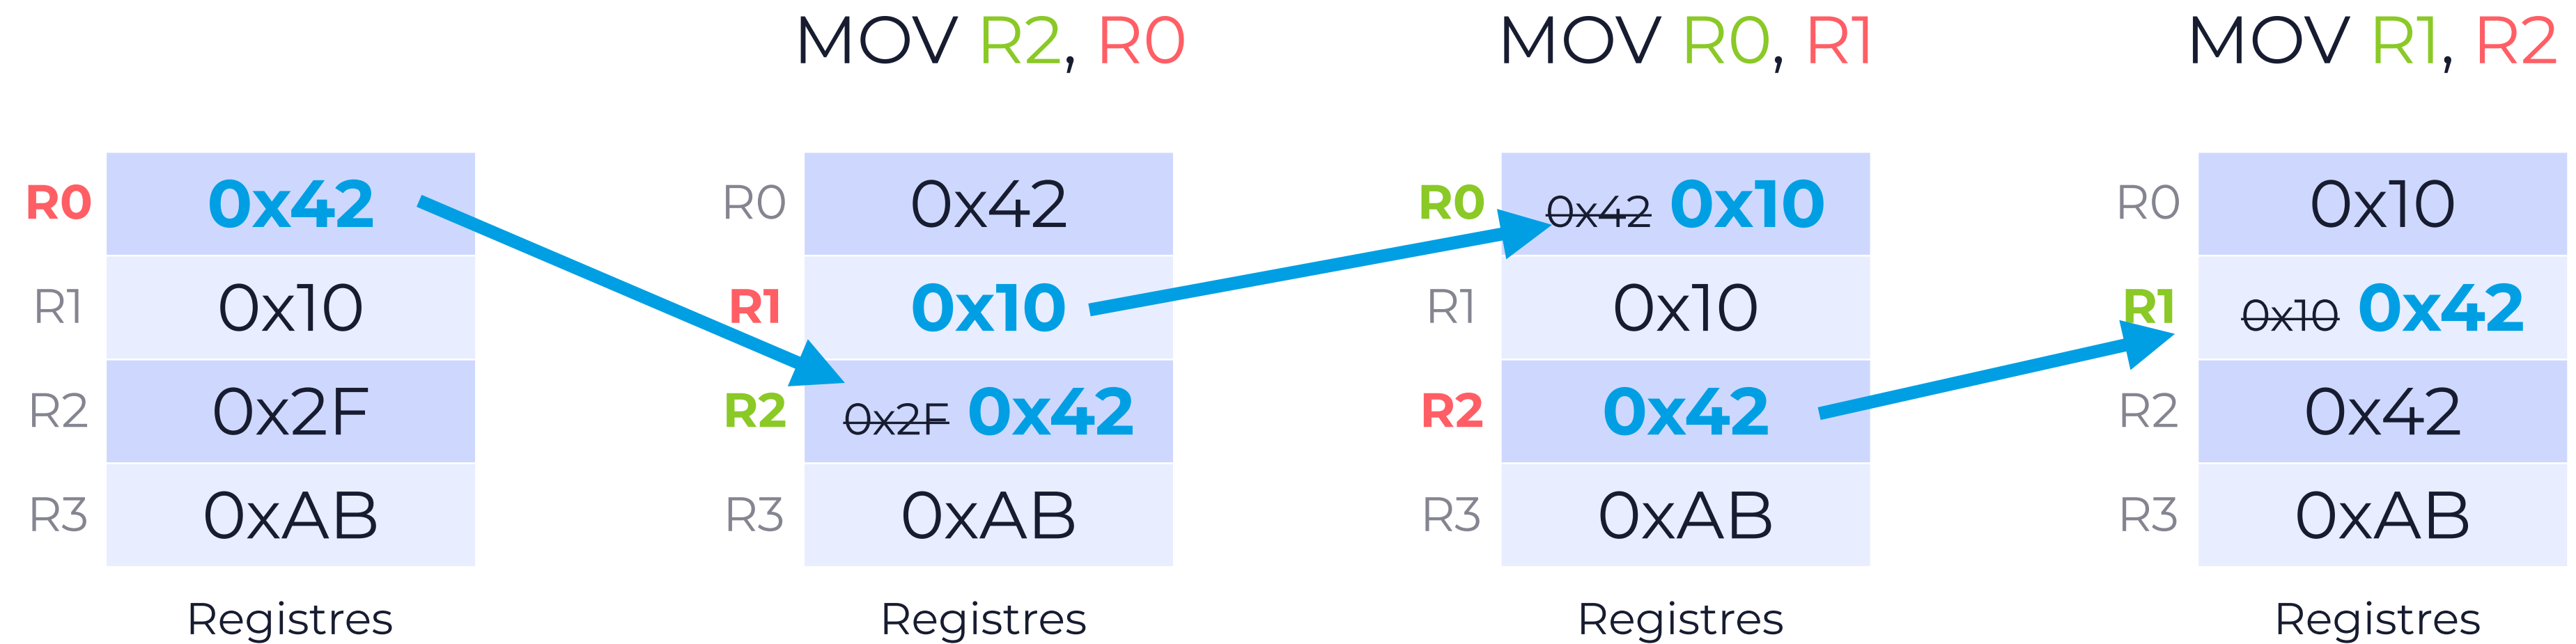 MOV R2, R0
MOV R0, R1
MOV R1, R2
R0 0x42
R1 0x10
R2 0x2F
R3 0xAB
Registres
R0 0x42
R1 0x10
R2 0x2F 0x42
R3 0xAB
Registres
R0 0x42 0x10
R1 0x10
R2 0x42
R3 0xAB
Registres
R0 0x10
R1 0x10 0x42
R2 0x42
R3 0xAB
Registres